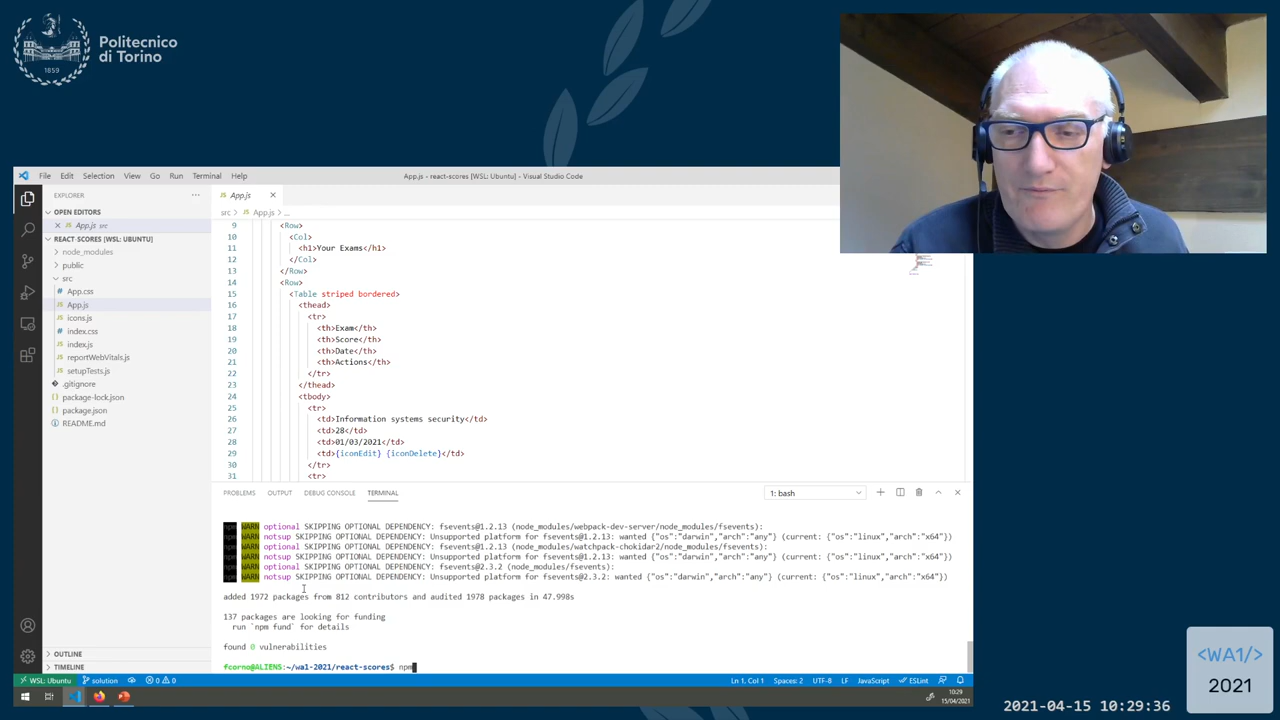 Politecnico
di Torino
1859
File Edit Selection View Go Run Terminal Help
App.js - react-scores [WSL: Ubuntu] - Visual Studio Code
EXPLORER
OPEN EDITORS
App.js src
REACT-SCORES [WSL: UBUNTU]
node_modules
public
src
App.css
App.js
icons.js
index.css
index.js
reportWebVitals.js
setupTests.js
.gitignore
package-lock.json
package.json
README.md
OUTLINE
TIMELINE
App.js
src > App.js > ...
9 <Row>
10 <Col>
11 <h1>Your Exams</h1>
12 </Col>
13 </Row>
14 <Row>
15 <Table striped bordered>
16 <thead>
17 <tr>
18 <th>Exam</th>
19 <th>Score</th>
20 <th>Date</th>
21 <th>Actions</th>
22 </tr>
23 </thead>
24 <tbody>
25 <tr>
26 <td>Information systems security</td>
27 <td>28</td>
28 <td>01/03/2021</td>
29 <td>{iconEdit} {iconDelete}</td>
30 </tr>
31 <tr>
PROBLEMS OUTPUT DEBUG CONSOLE TERMINAL
1: bash
npm WARN optional SKIPPING OPTIONAL DEPENDENCY: fsevents@1.2.13 (node_modules/webpack-dev-server/node_modules/fsevents):
npm WARN notsup SKIPPING OPTIONAL DEPENDENCY: Unsupported platform for fsevents@1.2.13: wanted {"os":"darwin","arch":"any"} (current: {"os":"linux","arch":"x64"})
npm WARN optional SKIPPING OPTIONAL DEPENDENCY: fsevents@1.2.13 (node_modules/watchpack-chokidar2/node_modules/fsevents):
npm WARN notsup SKIPPING OPTIONAL DEPENDENCY: Unsupported platform for fsevents@1.2.13: wanted {"os":"darwin","arch":"any"} (current: {"os":"linux","arch":"x64"})
npm WARN optional SKIPPING OPTIONAL DEPENDENCY: fsevents@2.3.2 (node_modules/fsevents):
npm WARN notsup SKIPPING OPTIONAL DEPENDENCY: Unsupported platform for fsevents@2.3.2: wanted {"os":"darwin","arch":"any"} (current: {"os":"linux","arch":"x64"})
added 1972 packages from 812 contributors and audited 1978 packages in 47.998s
137 packages are looking for funding
run `npm fund` for details
found 0 vulnerabilities
fcorno@ALIENS:~/wa1-2021/react-scores$ npm
WSL: Ubuntu solution 0 0 Ln 1, Col 1 Spaces: 2 UTF-8 LF JavaScript ESLint
10:29
15/04/2021
<WA1/>
2021
2021-04-15 10:29:36